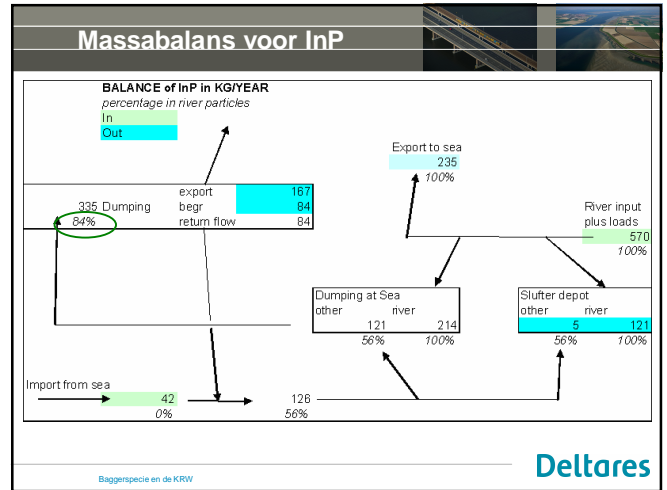 Massabalans voor InP
BALANCE of InP in KG/YEAR
percentage in river particles
In
Out
Export to sea
235
100%
export 167
335 Dumping begr 84
84% return flow 84
River input
plus loads
570
100%
Dumping at Sea
other river
121 214
56% 100%
Slufter depot
other river
5 121
56% 100%
Import from sea
42 126
0% 56%
Deltares
Baggerspecie en de KRW